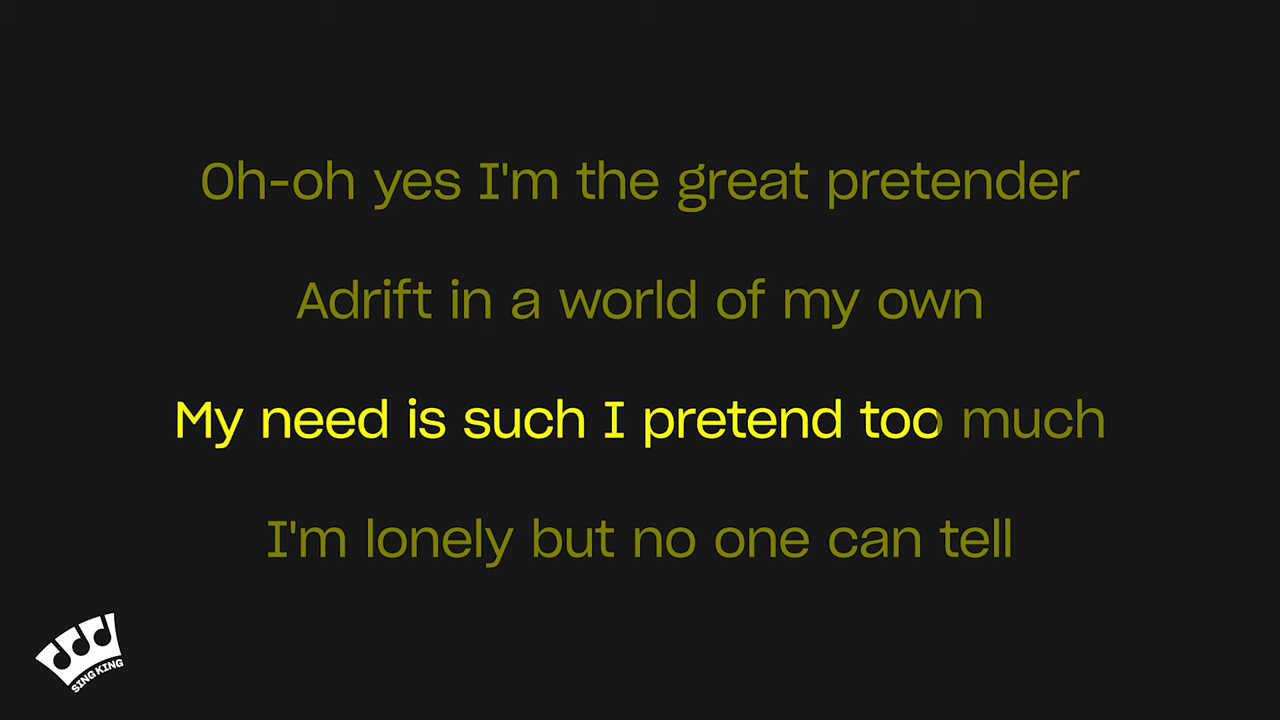 Oh-oh yes I'm the great pretender
Adrift in a world of my own
My need is such I pretend too much
I'm lonely but no one can tell
SING KING